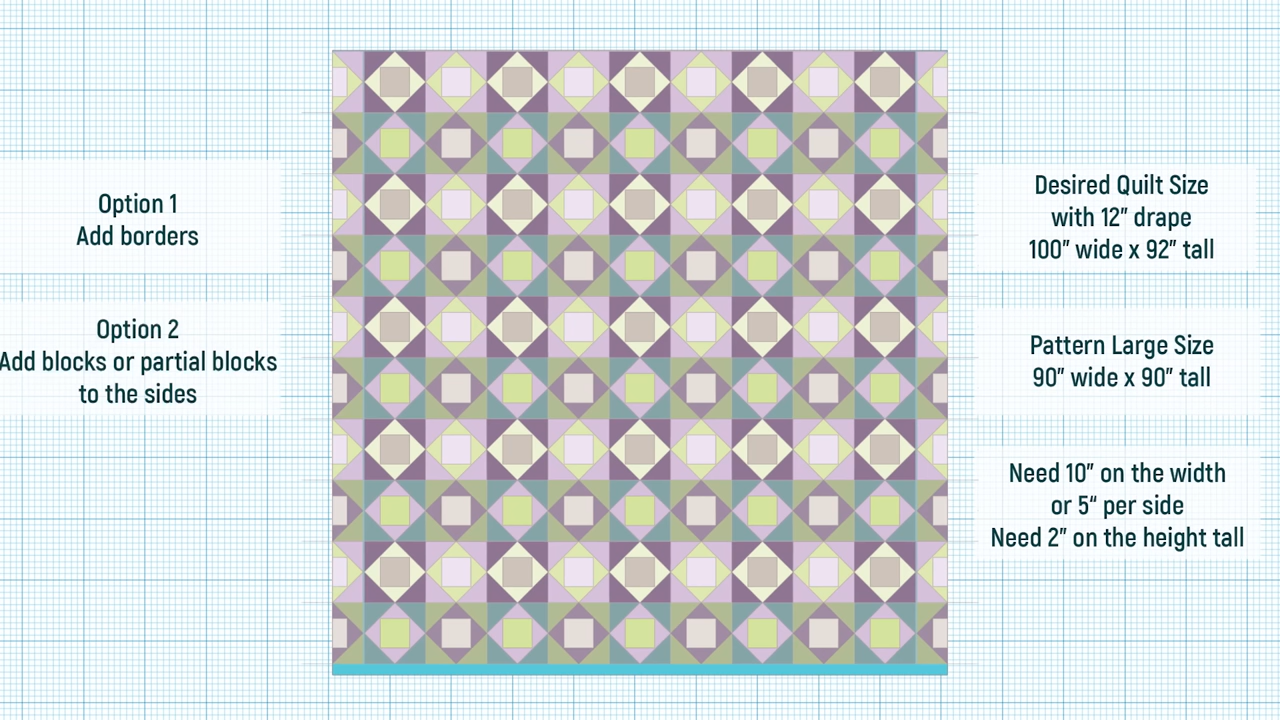 Option 1
Add borders
Option 2
Add blocks or partial blocks
to the sides
Desired Quilt Size
with 12” drape
100” wide x 92” tall
Pattern Large Size
90” wide x 90” tall
Need 10” on the width
or 5“ per side
Need 2” on the height tall